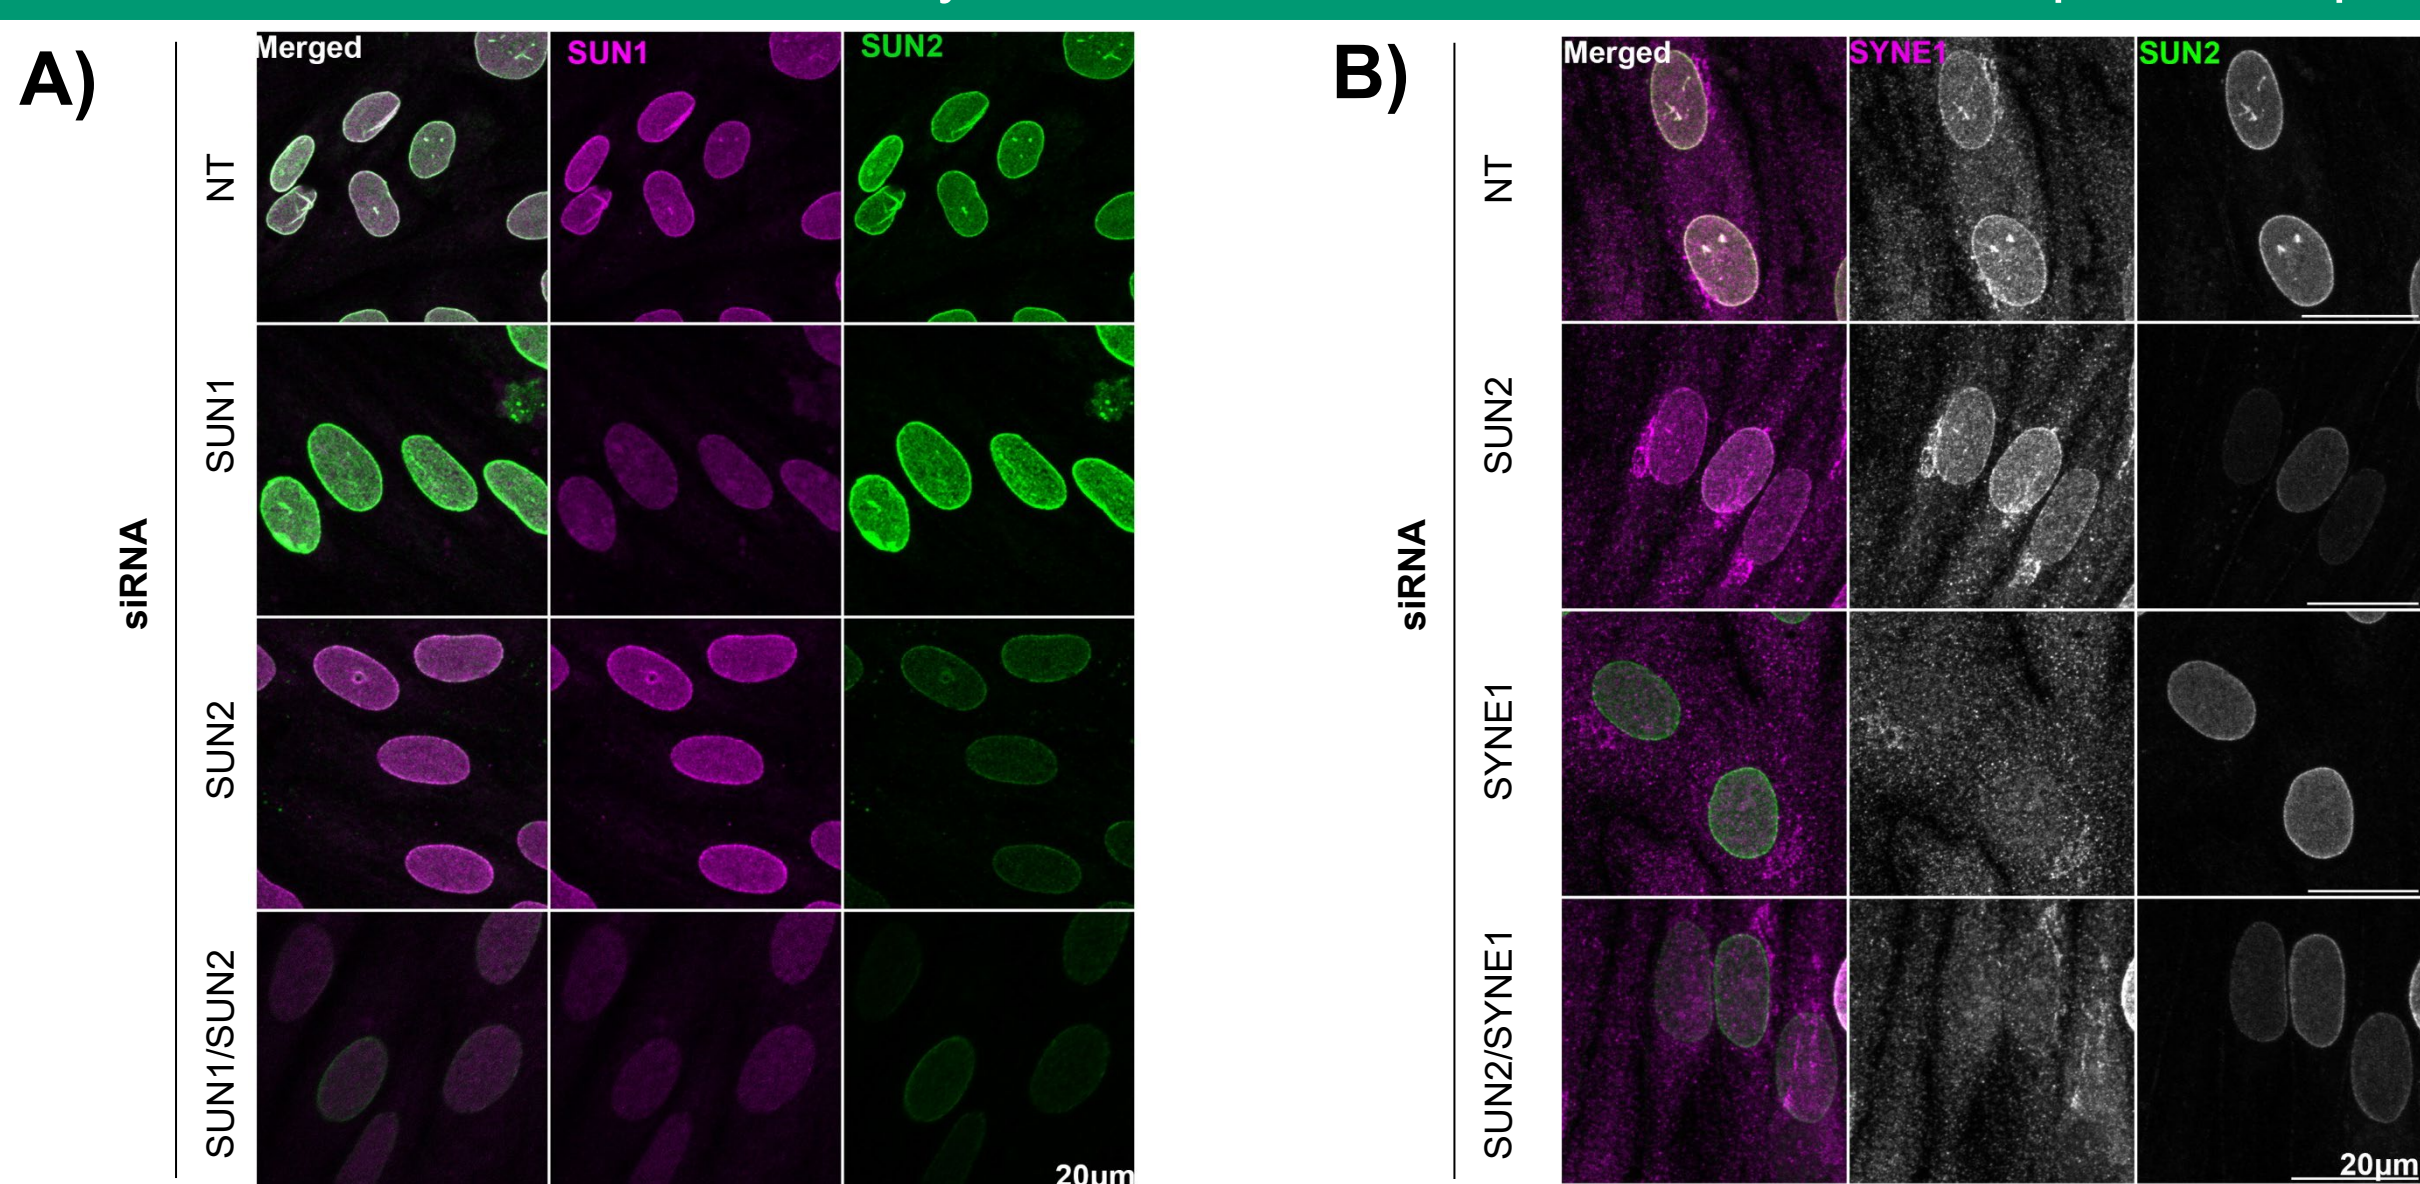 A)
siRNA
Merged
SUN1
SUN2
NT
SUN1
SUN2
SUN1/SUN2
20µm
B)
siRNA
Merged
SYNE1
SUN2
NT
SUN2
SYNE1
SUN2/SYNE1
20µm